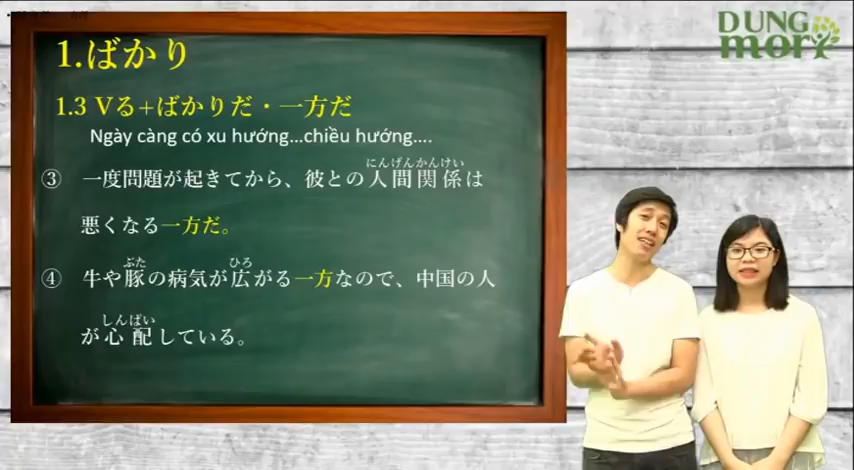 DUNG
mori
1.ばかり
1.3 Vる+ばかりだ・一方だ
Ngày càng có xu hướng...chiều hướng....
にんげんかんけい
③ 一度問題が起きてから、彼との人間関係は
悪くなる一方だ。
ぶた ひろ
④ 牛や豚の病気が広がる一方なので、中国の人
しんぱい
が心配している。